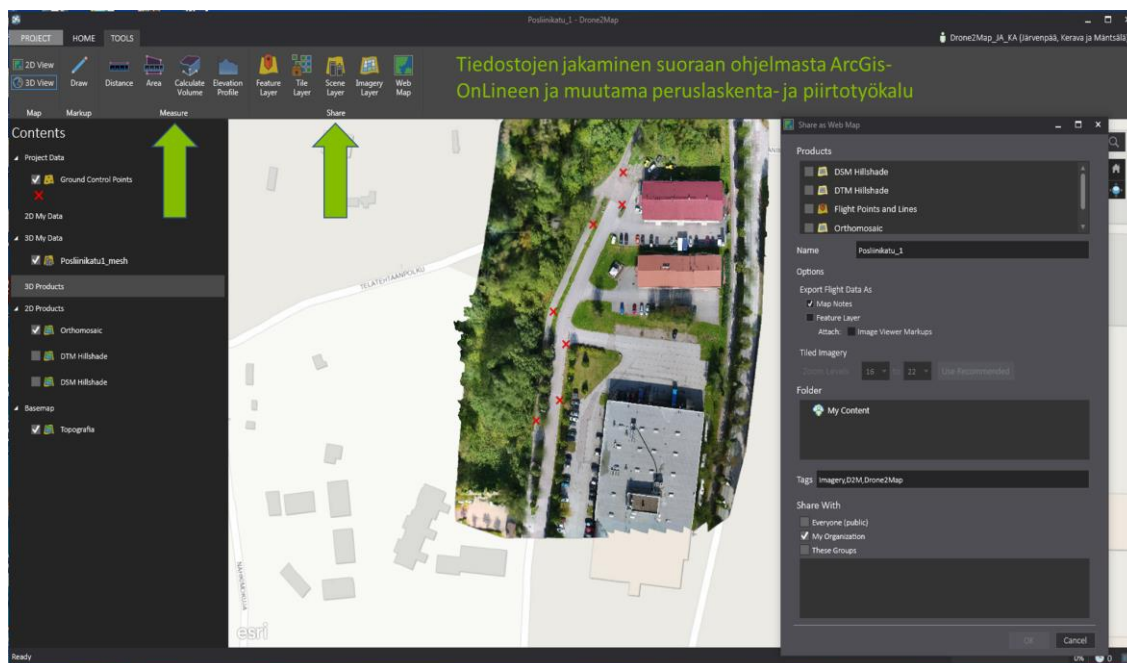 Posliinikatu_1 - Drone2Map
PROJECT HOME TOOLS
Drone2Map_JA_KA (Järvenpää, Kerava ja Mäntsälä)
2D View
3D View
Draw
Distance
Area
Calculate Volume
Elevation Profile
Feature Layer
Tile Layer
Scene Layer
Imagery Layer
Web Map
Map
Markup
Measure
Share
Tiedostojen jakaminen suoraan ohjelmasta ArcGis-
OnLineen ja muutama peruslaskenta- ja piirtotyökalu
Contents
Project Data
Ground Control Points
2D My Data
3D My Data
Posliinikatu1_mesh
3D Products
2D Products
Orthomosaic
DTM Hillshade
DSM Hillshade
Basemap
Topografia
TELATEHTAANPOLKU
esri
Share as Web Map
Products
DSM Hillshade
DTM Hillshade
Flight Points and Lines
Orthomosaic
Name Posliinikatu_1
Options
Export Flight Data As
Map Notes
Feature Layer
Attach: Image Viewer Markups
Tiled Imagery
Zoom Levels: 16 to 22 Use Recommended
Folder
My Content
Tags Imagery,D2M,Drone2Map
Share With
Everyone (public)
My Organization
These Groups
OK Cancel
Ready
0% 0